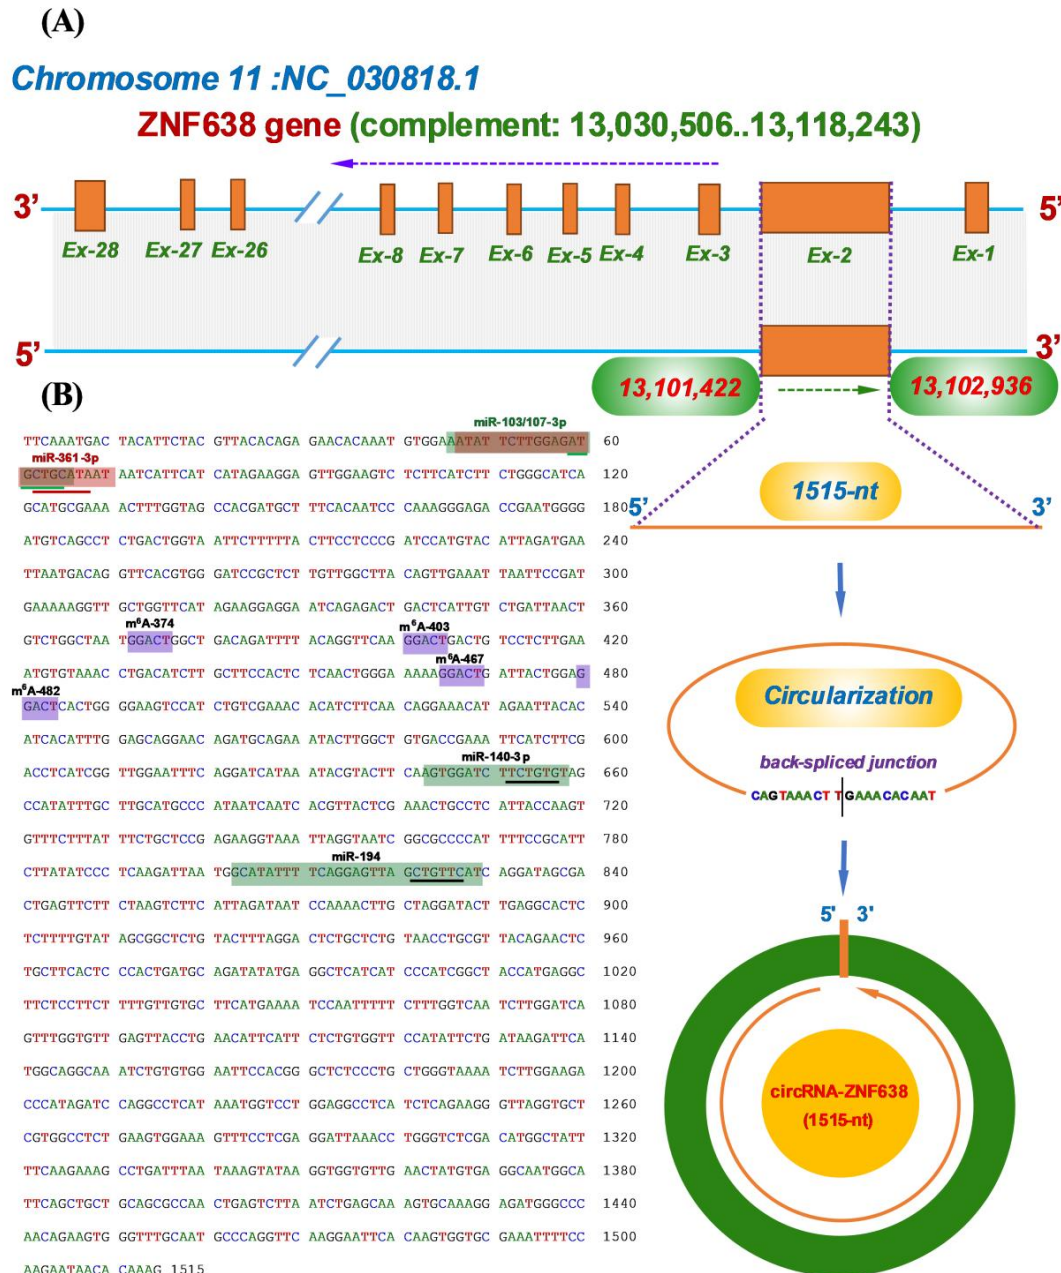 (A)
Chromosome 11 :NC_030818.1
ZNF638 gene (complement: 13,030,506..13,118,243)
3’ 5’
Ex-28 Ex-27 Ex-26 Ex-8 Ex-7 Ex-6 Ex-5 Ex-4 Ex-3 Ex-2 Ex-1
5’ 3’
13,101,422 13,102,936
(B)
miR-103/107-3p
TTCAAATGAC TACATTCTAC GTTACACAGA GAACACAAAT GTGGAAATAT TCTTGGAGAT 60
miR-361-3p
GCTGCATAAT AATCATTCAT CATAGAAGGA GTTGGAAGTC TCTTCATCTT CTGGGCATCA 120
GCATGCGAAA ACTTTGGTAG CCACGATGCT TTCACAATCC CAAAGGGAGA CCGAATGGGG 180
ATGTCAGCCT CTGACTGGTA ATTCTTTTTA CTTCCTCCCG ATCCATGTAC ATTAGATGAA 240
TTAATGACAG GTTCACGTGG GATCCGCTCT TGTTGGCTTA CAGTTGAAAT TAATTCCGAT 300
GAAAAAGGTT GCTGGTTCAT AGAAGGAGGA ATCAGAGACT GACTCATTGT CTGATTAACT 360
m⁶A-374 m⁶A-403
GTCTGGCTAA TGGACTGGCT GACAGATTTT ACAGGTTCAA GGACTGACTG TCCTCTTGAA 420
m⁶A-467
ATGTGTAAAC CTGACATCTT GCTTCCACTC TCAACTGGGA AAAAGGACTG ATTACTGGAG 480
m⁶A-482
GACTCACTGG GGAAGTCCAT CTGTCGAAAC ACATCTTCAA CAGGAAACAT AGAATTACAC 540
ATCACATTTG GAGCAGGAAC AGATGCAGAA ATACTTGGCT GTGACCGAAA TTCATCTTCG 600
miR-140-3p
ACCTCATCGG TTGGAATTTC AGGATCATAA ATACGTACTT CAAGTGGATC TTCTGTGTAG 660
CCATATTTGC TTGCATGCCC ATAATCAATC ACGTTACTCG AAACTGCCTC ATTACCAAGT 720
GTTTCTTTAT TTCTGCTCCG AGAAGGTAAA TTAGGTAATC GGCGCCCCAT TTTCCGCATT 780
miR-194
CTTATATCCC TCAAGATTAA TGGCATATTT TCAGGAGTTA GCTGTTCATC AGGATAGCGA 840
CTGAGTTCTT CTAAGTCTTC ATTAGATAAT CCAAAACTTG CTAGGATACT TGAGGCACTC 900
TCTTTTGTAT AGCGGCTCTG TACTTTAGGA CTCTGCTCTG TAACCTGCGT TACAGAACTC 960
TGCTTCACTC CCACTGATGC AGATATATGA GGCTCATCAT CCCATCGGCT ACCATGAGGC 1020
TTCTCCTTCT TTTGTTGTGC TTCATGAAAA TCCAATTTTT CTTTGGTCAA TCTTGGATCA 1080
GTTTGGTGTT GAGTTACCTG AACATTCATT CTCTGTGGTT CCATATTCTG ATAAGATTCA 1140
TGGCAGGCAA ATCTGTGTGG AATTCCACGG GCTCTCCCTG CTGGGTAAAA TCTTGGAAGA 1200
CCCATAGATC CAGGCCTCAT AAATGGTCCT GGAGGCCTCA TCTCAGAAGG GTTAGGTGCT 1260
CGTGGCCTCT GAAGTGGAAA GTTTCCTCGA GGATTAAACC TGGGTCTCGA CATGGCTATT 1320
TTCAAGAAAG CCTGATTTAA TAAAGTATAA GGTGGTGTTG AACTATGTGA GGCAATGGCA 1380
TTCAGCTGCT GCAGCGCCAA CTGAGTCTTA ATCTGAGCAA AGTGCAAAGG AGATGGGCCC 1440
AACAGAAGTG GGTTTGCAAT GCCCAGGTTC AAGGAATTCA CAAGTGGTGC GAAATTTTCC 1500
AAGAATAACA CAAAG 1515
1515-nt
5’ 3’
Circularization
back-spliced junction
CAGTAAACT TGAAACACAAT
5' 3'
circRNA-ZNF638
(1515-nt)